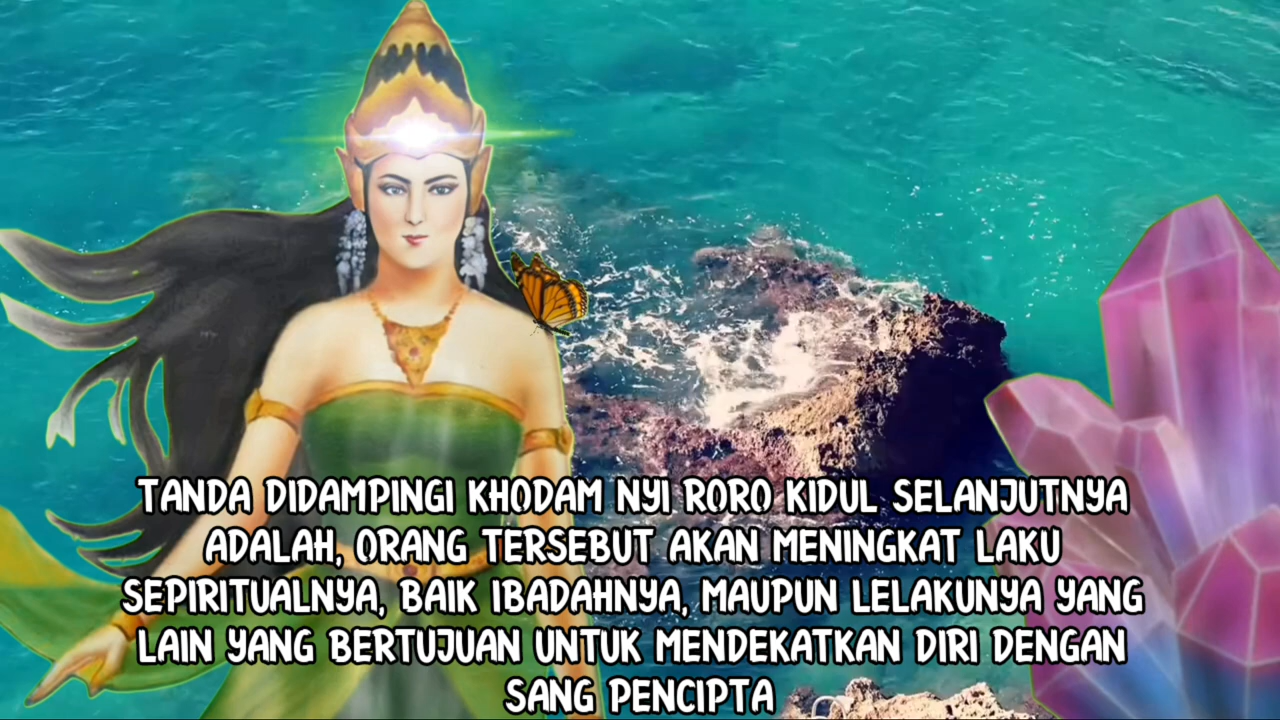 TANDA DIDAMPINGI KHODAM NYI RORO KIDUL SELANJUTNYA
ADALAH, ORANG TERSEBUT AKAN MENINGKAT LAKU
SEPIRITUALNYA, BAIK IBADAHNYA, MAUPUN LELAKUNYA YANG
LAIN YANG BERTUJUAN UNTUK MENDEKATKAN DIRI DENGAN
SANG PENCIPTA